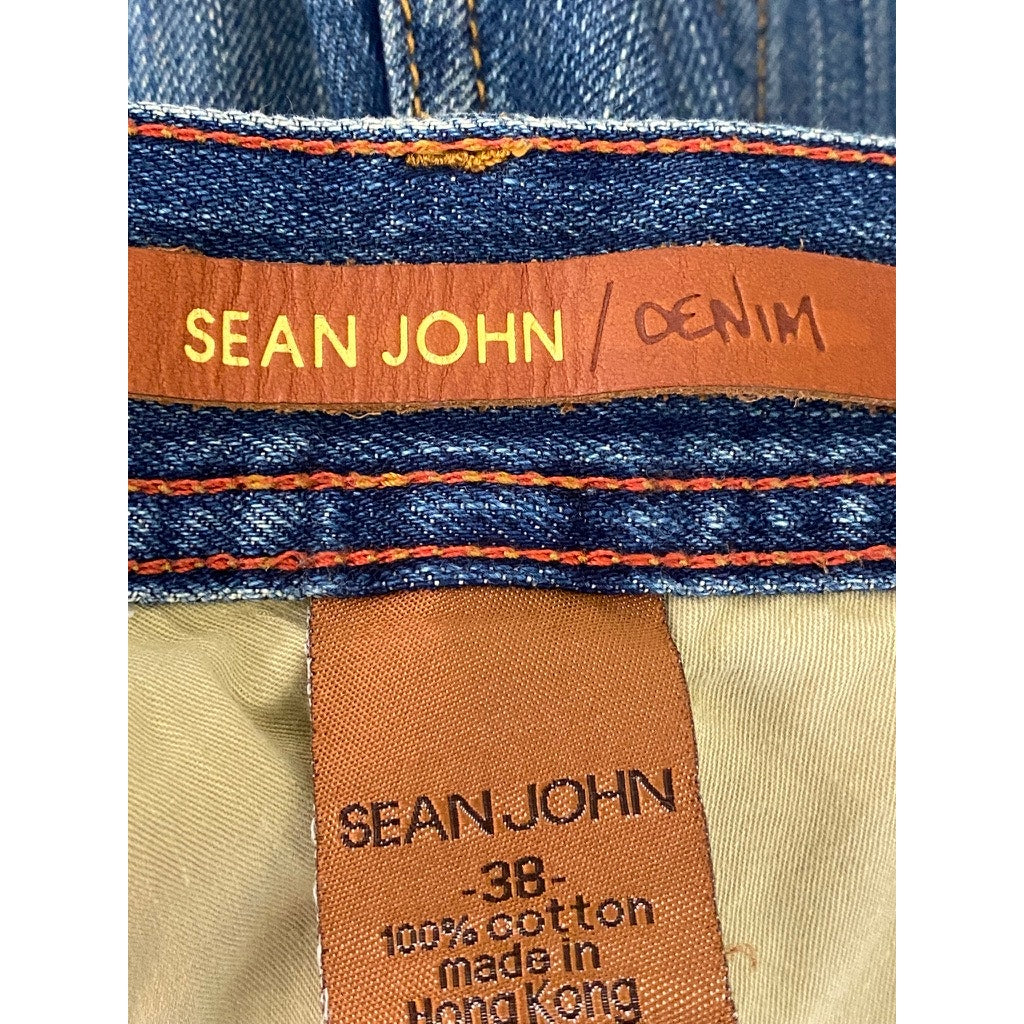 SEAN JOHN / DENIM
SEAN JOHN
-38-
100% cotton
made in
Hong Kong